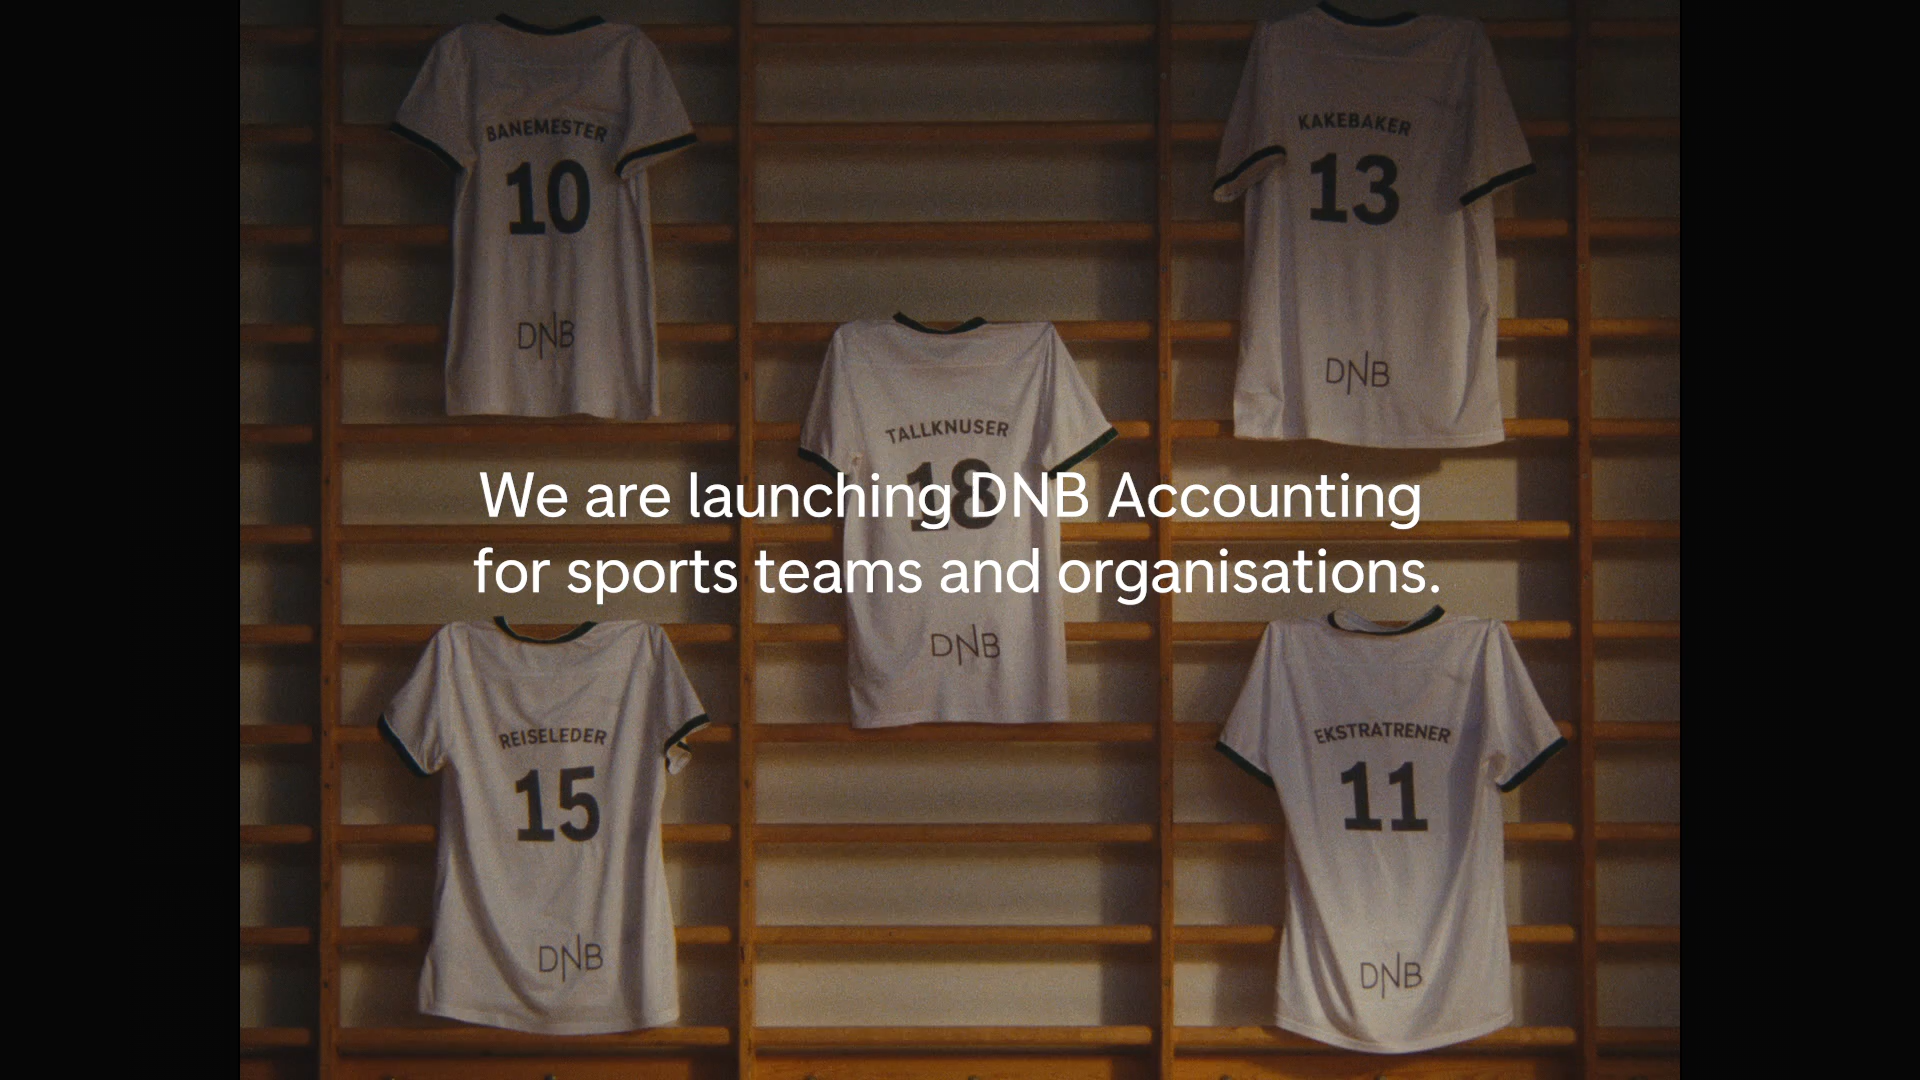 BANEMESTER
10
DNB
KAKEBAKER
13
DNB
TALLKNUSER
18
We are launching DNB Accounting
for sports teams and organisations.
DNB
REISELEDER
15
DNB
EKSTRATRENER
11
DNB